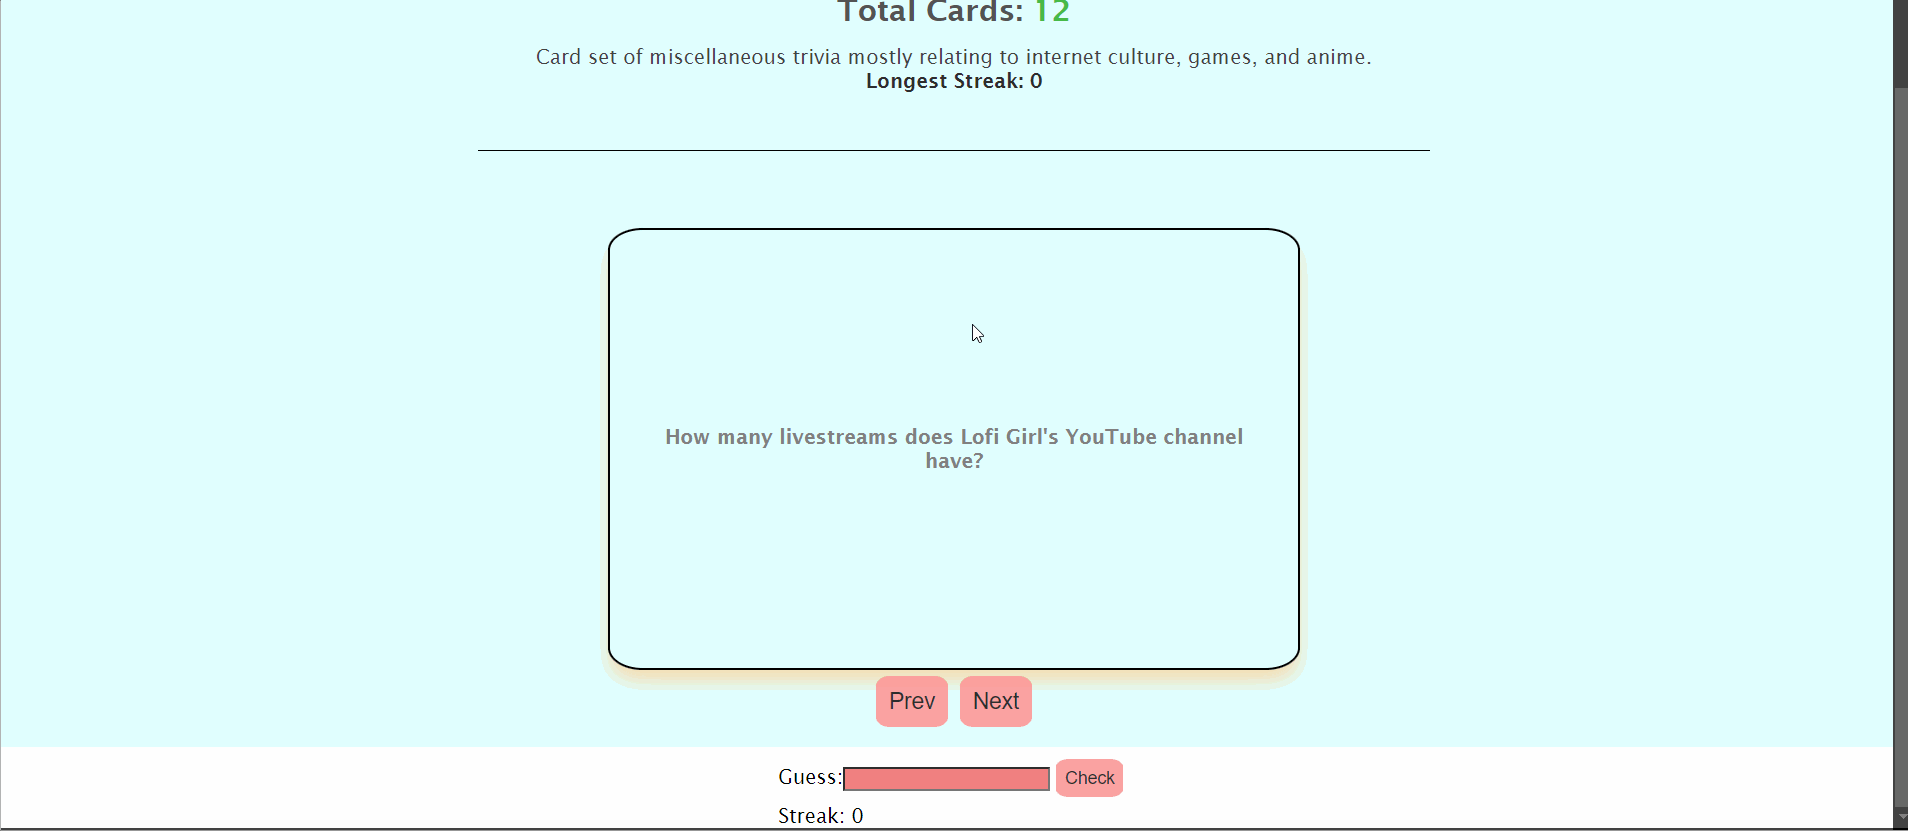 Total Cards: 12
Card set of miscellaneous trivia mostly relating to internet culture, games, and anime.
Longest Streak: 0
How many livestreams does Lofi Girl's YouTube channel
have?
Prev Next
Guess: Check
Streak: 0